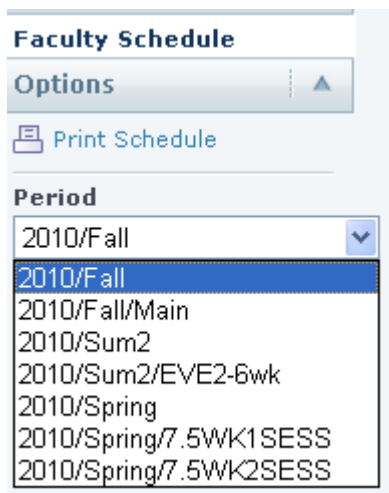 Faculty Schedule
Options
Print Schedule
Period
2010/Fall
2010/Fall
2010/Fall/Main
2010/Sum2
2010/Sum2/EVE2-6wk
2010/Spring
2010/Spring/7.5WK1SESS
2010/Spring/7.5WK2SESS